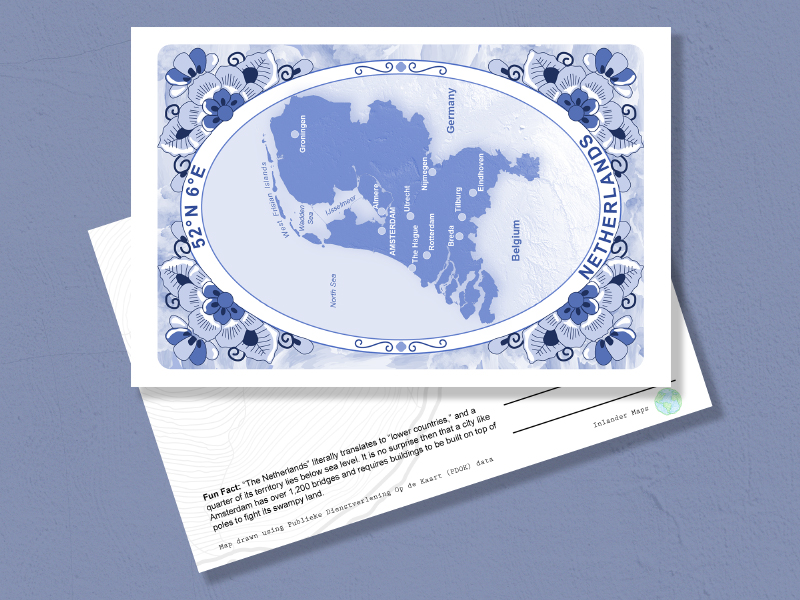 52°N 6°E
Groningen
West Frisian Islands
Wadden
Sea
IJsselmeer
North Sea
Almere
AMSTERDAM
Utrecht
The Hague
Rotterdam
Nijmegen
Tilburg
Breda
Eindhoven
Germany
Belgium
NETHERLANDS
Fun Fact: "The Netherlands" literally translates to "lower countries," and a
quarter of its territory lies below sea level. It is no surprise then that a city like
Amsterdam has over 1,200 bridges and requires buildings to be built on top of
poles to fight its swampy land.
Map drawn using Publieke Dienstverlening Op de Kaart (PDOK) data
Inlander Maps